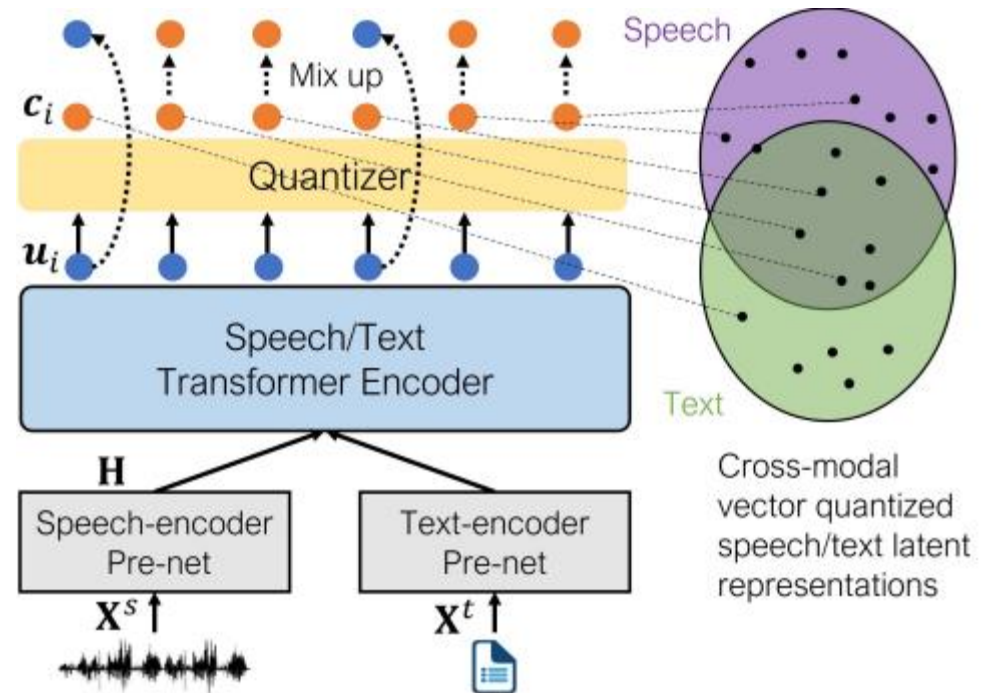 Speech
Mix up
c_i
Quantizer
u_i
Speech/Text
Transformer Encoder
Text
H
Cross-modal
vector quantized
speech/text latent
representations
Speech-encoder
Pre-net
Text-encoder
Pre-net
X^s
X^t